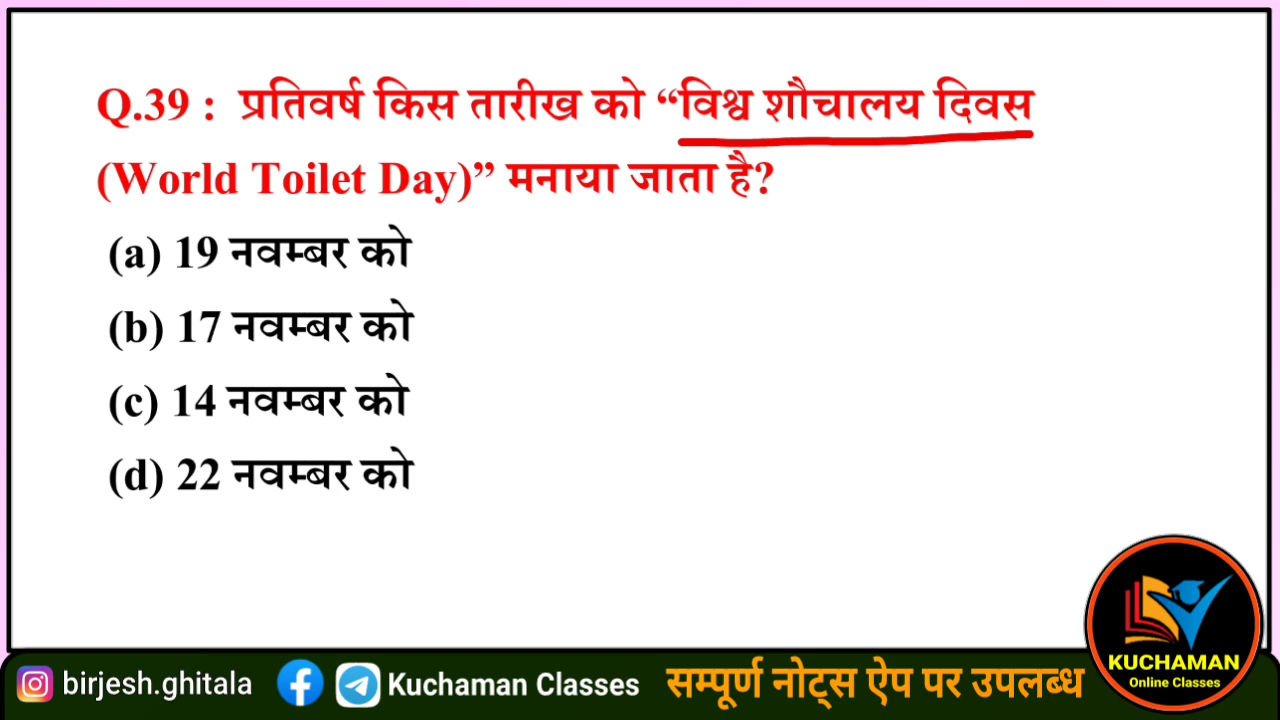 Q.39 : प्रतिवर्ष किस तारीख को “विश्व शौचालय दिवस
(World Toilet Day)” मनाया जाता है?
(a) 19 नवम्बर को
(b) 17 नवम्बर को
(c) 14 नवम्बर को
(d) 22 नवम्बर को
KUCHAMAN
Online Classes
birjesh.ghitala
Kuchaman Classes
सम्पूर्ण नोट्स ऐप पर उपलब्ध